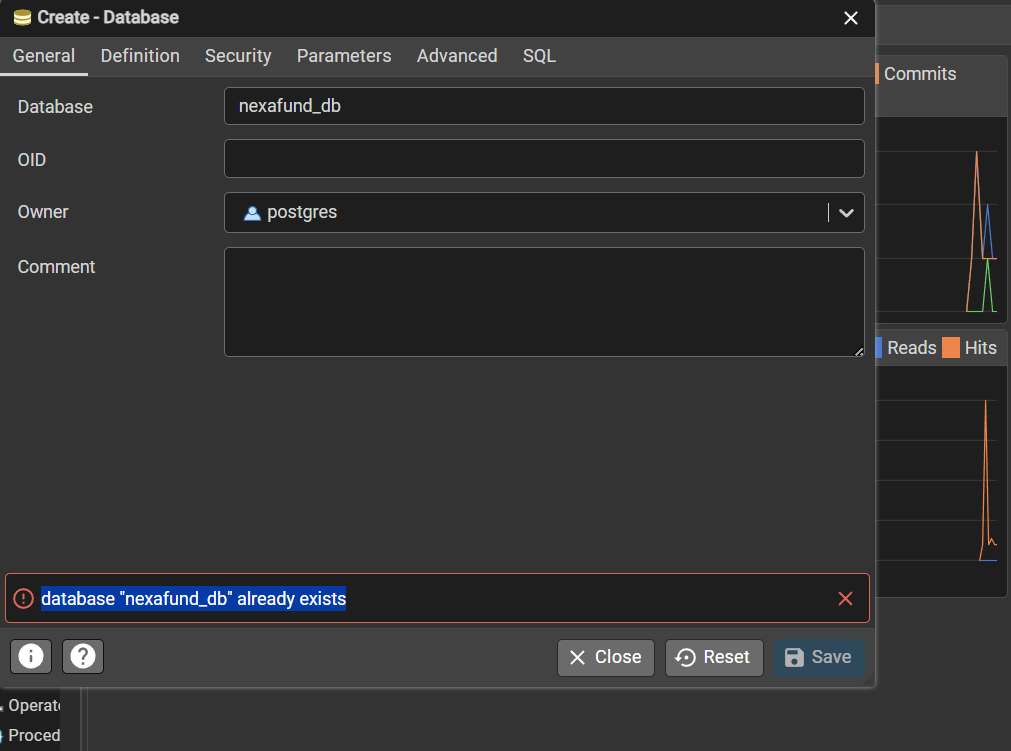 Create - Database
General Definition Security Parameters Advanced SQL
Commits
Database nexafund_db
OID
Owner postgres
Comment
Reads Hits
database "nexafund_db" already exists
Close Reset Save
Proced